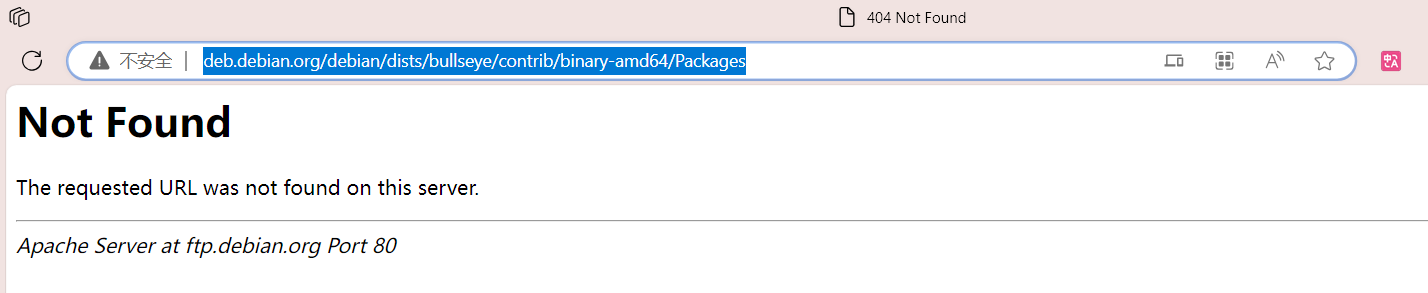 404 Not Found
不安全 deb.debian.org/debian/dists/bullseye/contrib/binary-amd64/Packages
Not Found
The requested URL was not found on this server.
Apache Server at ftp.debian.org Port 80